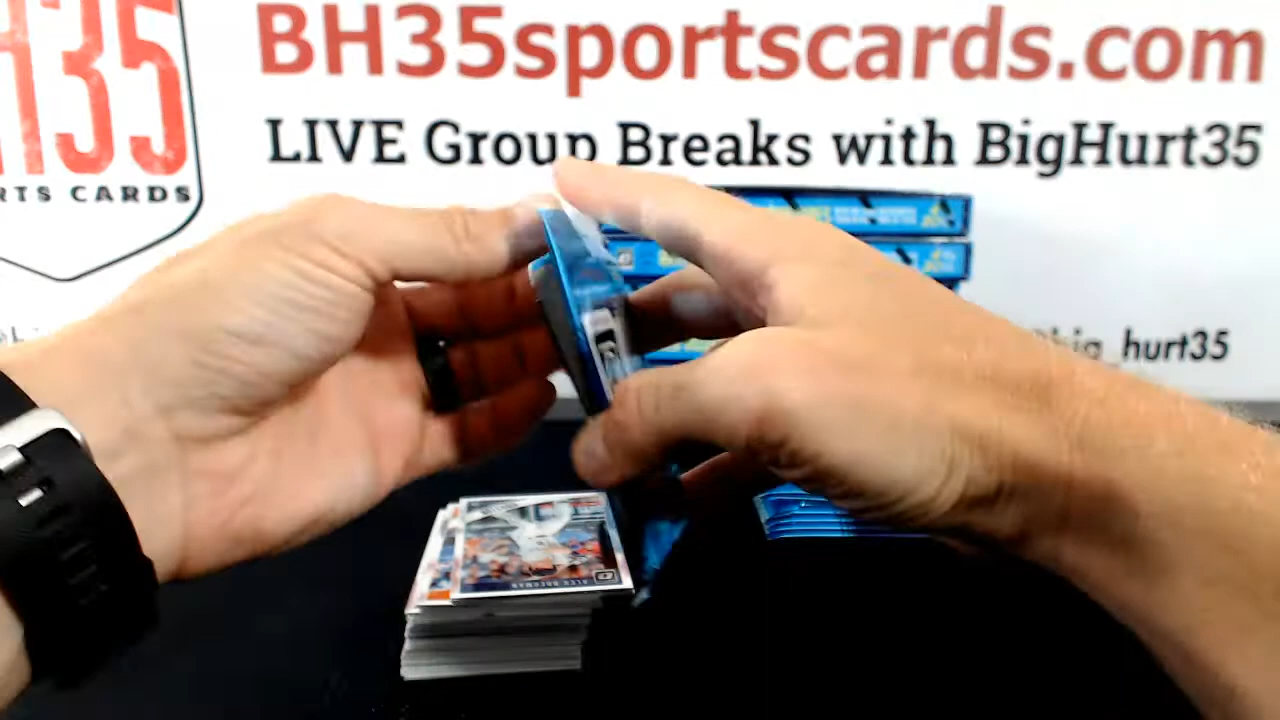 BH35sportscards.com
H35
LIVE Group Breaks with BigHurt35
RTS CARDS
big_hurt35
ALEX BREGMAN